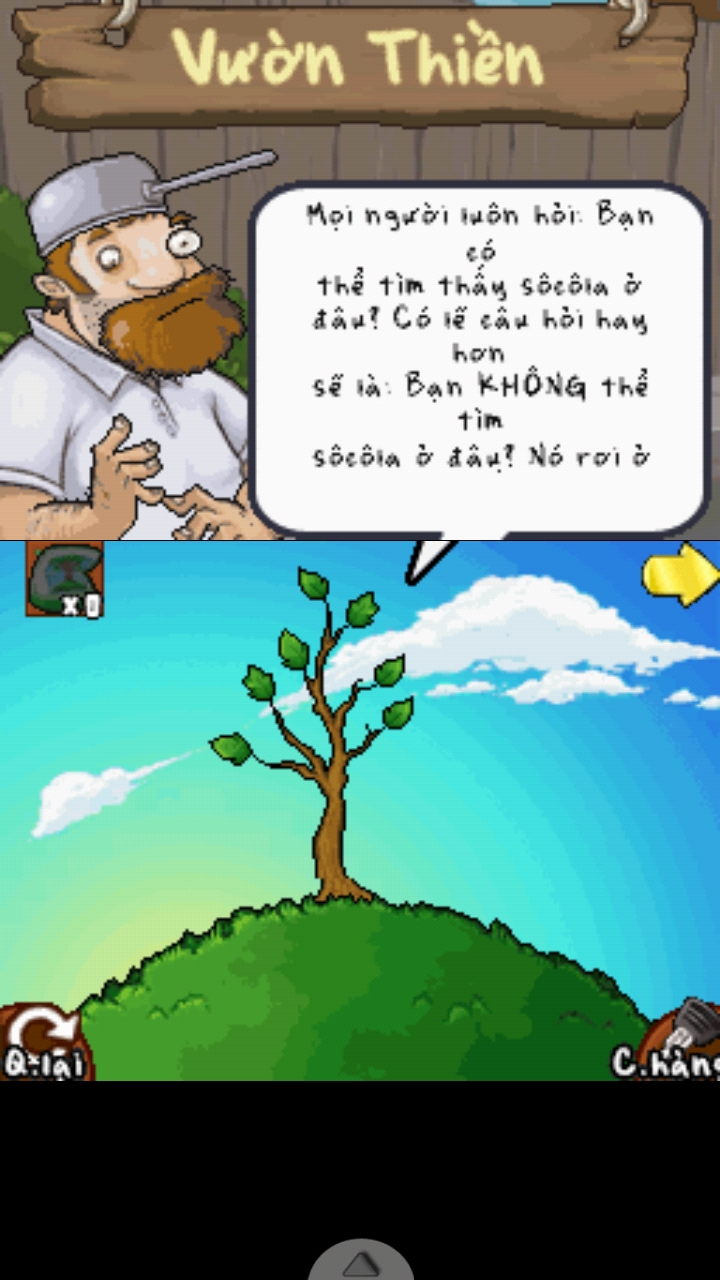 Vườn Thiền
Mọi người luôn hỏi: Bạn
có
thể tìm thấy sôcôla ở
đâu? Có lẽ câu hỏi hay
hơn
sẽ là: Bạn KHÔNG thể
tìm
sôcôla ở đâu? Nó rơi ở
x0
Q.lại
C.hàng